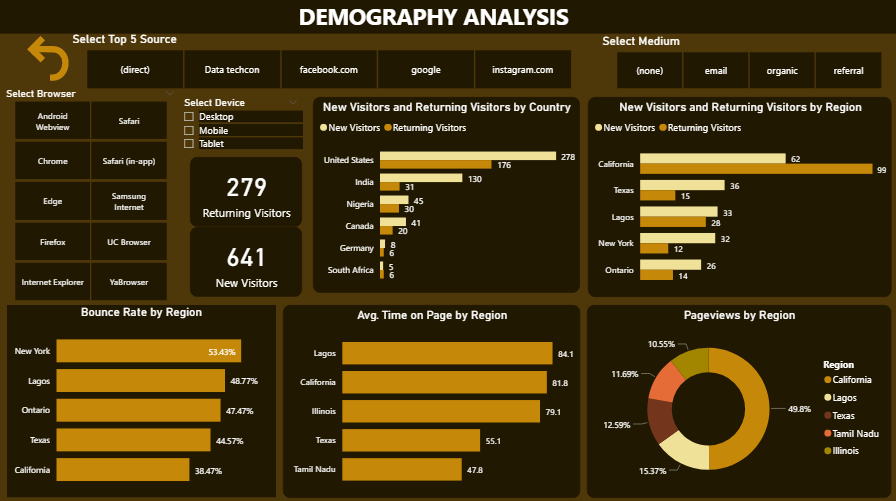 DEMOGRAPHY ANALYSIS
Select Top 5 Source
(direct)
Data techcon
facebook.com
google
instagram.com
Select Medium
(none)
email
organic
referral
Select Browser
Android
Webview
Safari
Chrome
Safari (in-app)
Edge
Samsung
Internet
Firefox
UC Browser
Internet Explorer
YaBrowser
Select Device
Desktop
Mobile
Tablet
279
Returning Visitors
641
New Visitors
New Visitors and Returning Visitors by Country
New Visitors
Returning Visitors
United States
278
176
India
130
31
Nigeria
45
30
Canada
41
20
Germany
8
6
South Africa
5
6
New Visitors and Returning Visitors by Region
New Visitors
Returning Visitors
California
62
99
Texas
36
15
Lagos
33
28
New York
32
12
Ontario
26
14
Bounce Rate by Region
New York
53.43%
Lagos
48.77%
Ontario
47.47%
Texas
44.57%
California
38.47%
Avg. Time on Page by Region
Lagos
84.1
California
81.8
Illinois
79.1
Texas
55.1
Tamil Nadu
47.8
Pageviews by Region
10.55%
11.69%
12.59%
15.37%
49.8%
Region
California
Lagos
Texas
Tamil Nadu
Illinois